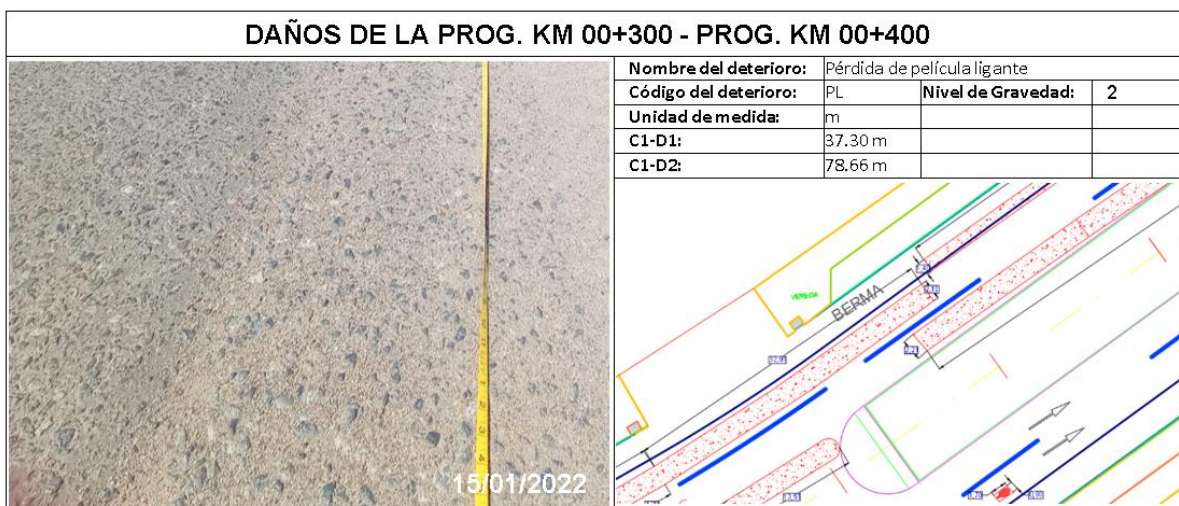 DAÑOS DE LA PROG. KM 00+300 - PROG. KM 00+400
Nombre del deterioro: Pérdida de película ligante
Código del deterioro: PL Nivel de Gravedad: 2
Unidad de medida: m
C1-D1: 37.30 m
C1-D2: 78.66 m
15/01/2022
VEREDA
BERMA